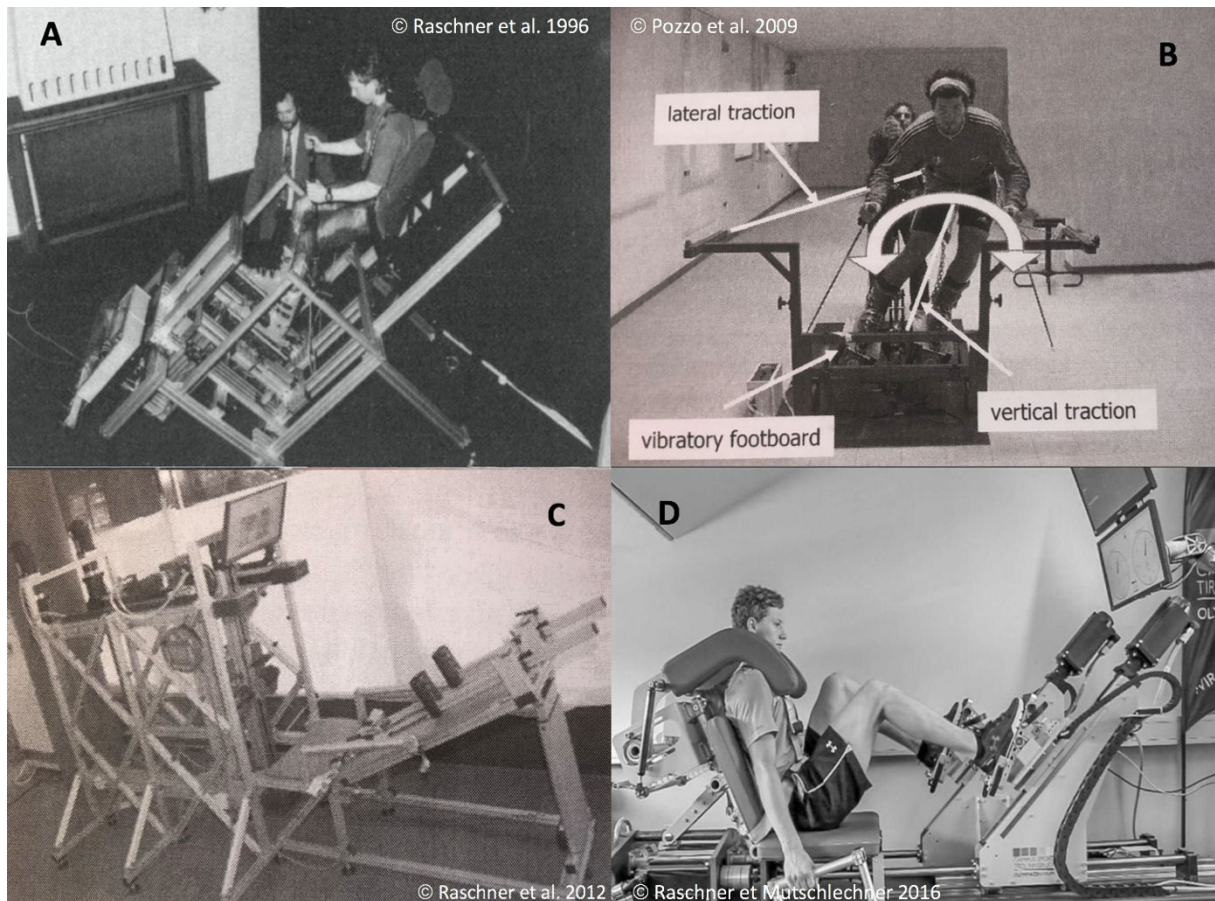 A
© Raschner et al. 1996
© Pozzo et al. 2009
B
lateral traction
vibratory footboard
vertical traction
C
© Raschner et al. 2012
D
© Raschner et Mutschlechner 2016
TIR